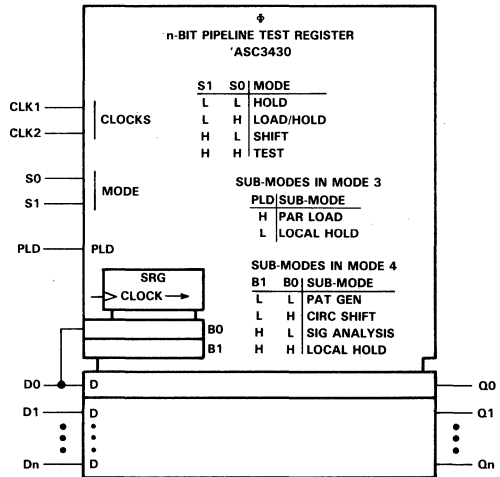 Φ
n-BIT PIPELINE TEST REGISTER
'ASC3430
S1 S0 MODE
L L HOLD
L H LOAD/HOLD
H L SHIFT
H H TEST
CLK1
CLOCKS
CLK2
S0
MODE
S1
SUB-MODES IN MODE 3
PLD SUB-MODE
H PAR LOAD
L LOCAL HOLD
PLD PLD
SRG
CLOCK
B0
B1
SUB-MODES IN MODE 4
B1 B0 SUB-MODE
L L PAT GEN
L H CIRC SHIFT
H L SIG ANALYSIS
H H LOCAL HOLD
D0 D Q0
D1 D Q1
Dn D Qn